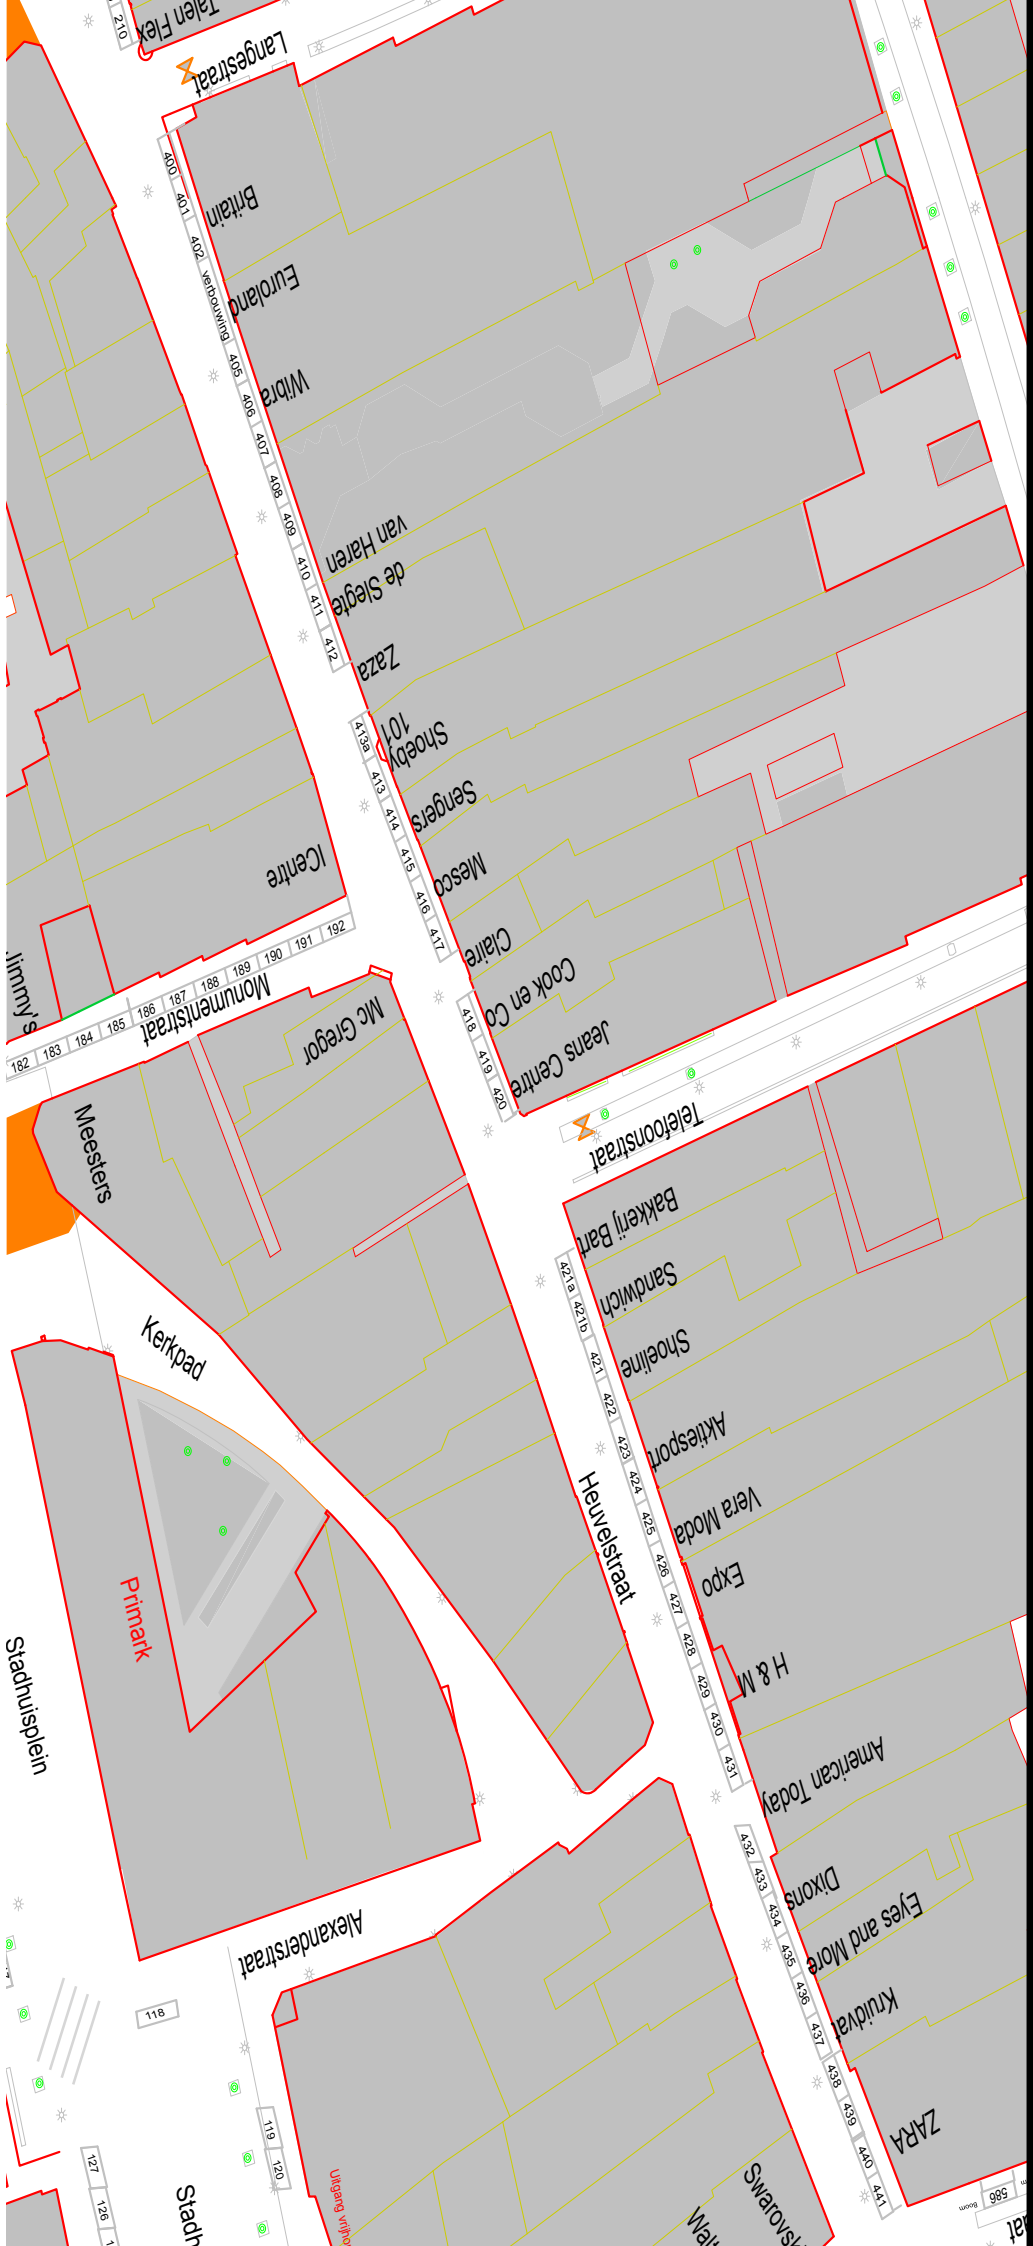 210
Talen Flex
Langestraat
400
401
Britain
402
Euroland
verbouwing
405
Wibra
406
407
408
409
van Haren
410
de Slegte
411
412
Zaza
413a
Shoeby
101
413
Sengers
414
415
Mesco
416
417
Claire
ICentre
192
191
190
189
188
187
186
185
184
183
182
Monumentstraat
Jimmy's
Mc Gregor
Cook en Co
418
419
420
Jeans Centre
Telefoonstraat
Meesters
Bakkerij Bart
421a
Sandwich
421b
Shoeline
421
422
Kerkpad
Aktiesport
423
424
Vera Moda
425
Heuvelstraat
426
Expo
427
428
H & M
429
430
431
Primark
Stadhuisplein
American Today
432
433
Dixons
434
Eyes and More
435
436
Kruidvat
437
438
439
ZARA
440
441
Alexanderstraat
118
119
120
127
126
Boom
586